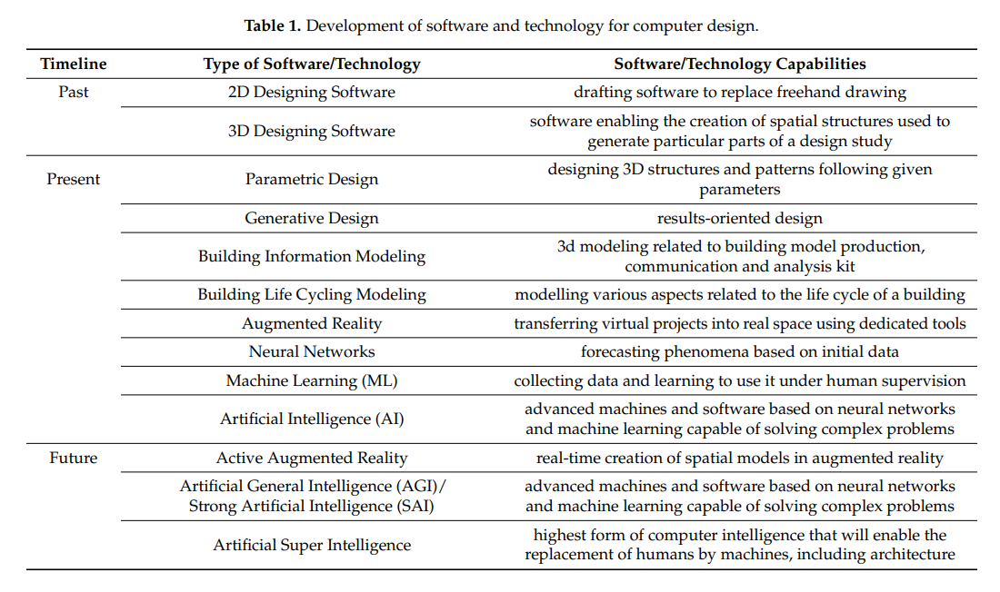 Table 1. Development of software and technology for computer design.
Timeline Type of Software/Technology Software/Technology Capabilities
Past 2D Designing Software drafting software to replace freehand drawing
3D Designing Software software enabling the creation of spatial structures used to
generate particular parts of a design study
Present Parametric Design designing 3D structures and patterns following given
parameters
Generative Design results-oriented design
Building Information Modeling 3d modeling related to building model production,
communication and analysis kit
Building Life Cycling Modeling modelling various aspects related to the life cycle of a building
Augmented Reality transferring virtual projects into real space using dedicated tools
Neural Networks forecasting phenomena based on initial data
Machine Learning (ML) collecting data and learning to use it under human supervision
Artificial Intelligence (AI) advanced machines and software based on neural networks
and machine learning capable of solving complex problems
Future Active Augmented Reality real-time creation of spatial models in augmented reality
Artificial General Intelligence (AGI)/ advanced machines and software based on neural networks
Strong Artificial Intelligence (SAI) and machine learning capable of solving complex problems
Artificial Super Intelligence highest form of computer intelligence that will enable the
replacement of humans by machines, including architecture